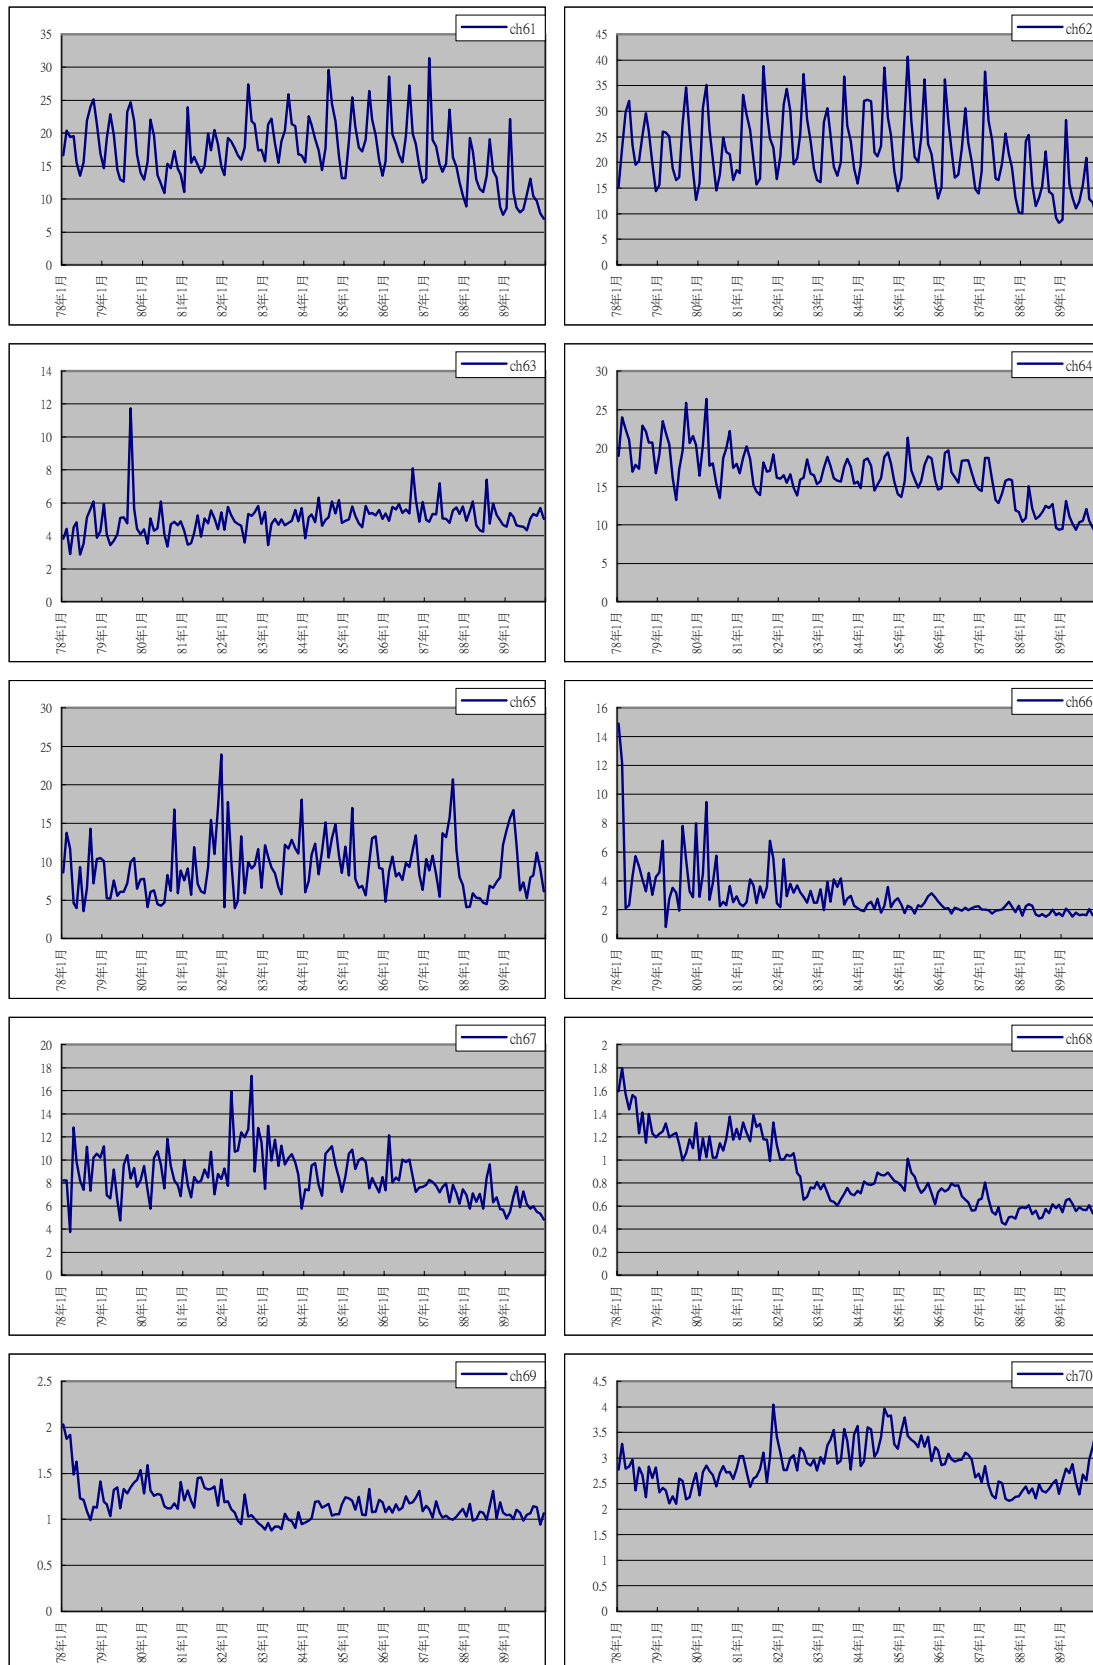 ch61
35
30
25
20
15
10
5
0
78年1月
79年1月
80年1月
81年1月
82年1月
83年1月
84年1月
85年1月
86年1月
87年1月
88年1月
89年1月
ch62
45
40
35
30
25
20
15
10
5
0
78年1月
79年1月
80年1月
81年1月
82年1月
83年1月
84年1月
85年1月
86年1月
87年1月
88年1月
89年1月
ch63
14
12
10
8
6
4
2
0
78年1月
79年1月
80年1月
81年1月
82年1月
83年1月
84年1月
85年1月
86年1月
87年1月
88年1月
89年1月
ch64
30
25
20
15
10
5
0
78年1月
79年1月
80年1月
81年1月
82年1月
83年1月
84年1月
85年1月
86年1月
87年1月
88年1月
89年1月
ch65
30
25
20
15
10
5
0
78年1月
79年1月
80年1月
81年1月
82年1月
83年1月
84年1月
85年1月
86年1月
87年1月
88年1月
89年1月
ch66
16
14
12
10
8
6
4
2
0
78年1月
79年1月
80年1月
81年1月
82年1月
83年1月
84年1月
85年1月
86年1月
87年1月
88年1月
89年1月
ch67
20
18
16
14
12
10
8
6
4
2
0
78年1月
79年1月
80年1月
81年1月
82年1月
83年1月
84年1月
85年1月
86年1月
87年1月
88年1月
89年1月
ch68
2
1.8
1.6
1.4
1.2
1
0.8
0.6
0.4
0.2
0
78年1月
79年1月
80年1月
81年1月
82年1月
83年1月
84年1月
85年1月
86年1月
87年1月
88年1月
89年1月
ch69
2.5
2
1.5
1
0.5
0
78年1月
79年1月
80年1月
81年1月
82年1月
83年1月
84年1月
85年1月
86年1月
87年1月
88年1月
89年1月
ch70
4.5
4
3.5
3
2.5
2
1.5
1
0.5
0
78年1月
79年1月
80年1月
81年1月
82年1月
83年1月
84年1月
85年1月
86年1月
87年1月
88年1月
89年1月